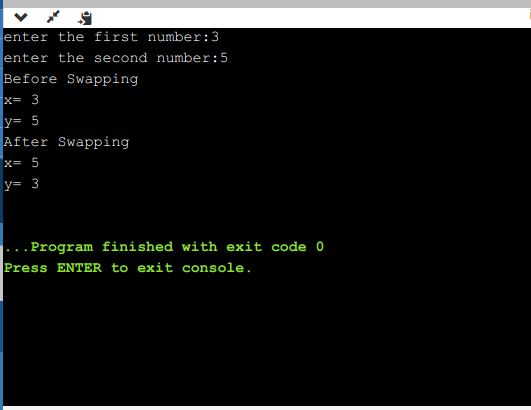 enter the first number:3
enter the second number:5
Before Swapping
x= 3
y= 5
After Swapping
x= 5
y= 3
...Program finished with exit code 0
Press ENTER to exit console.